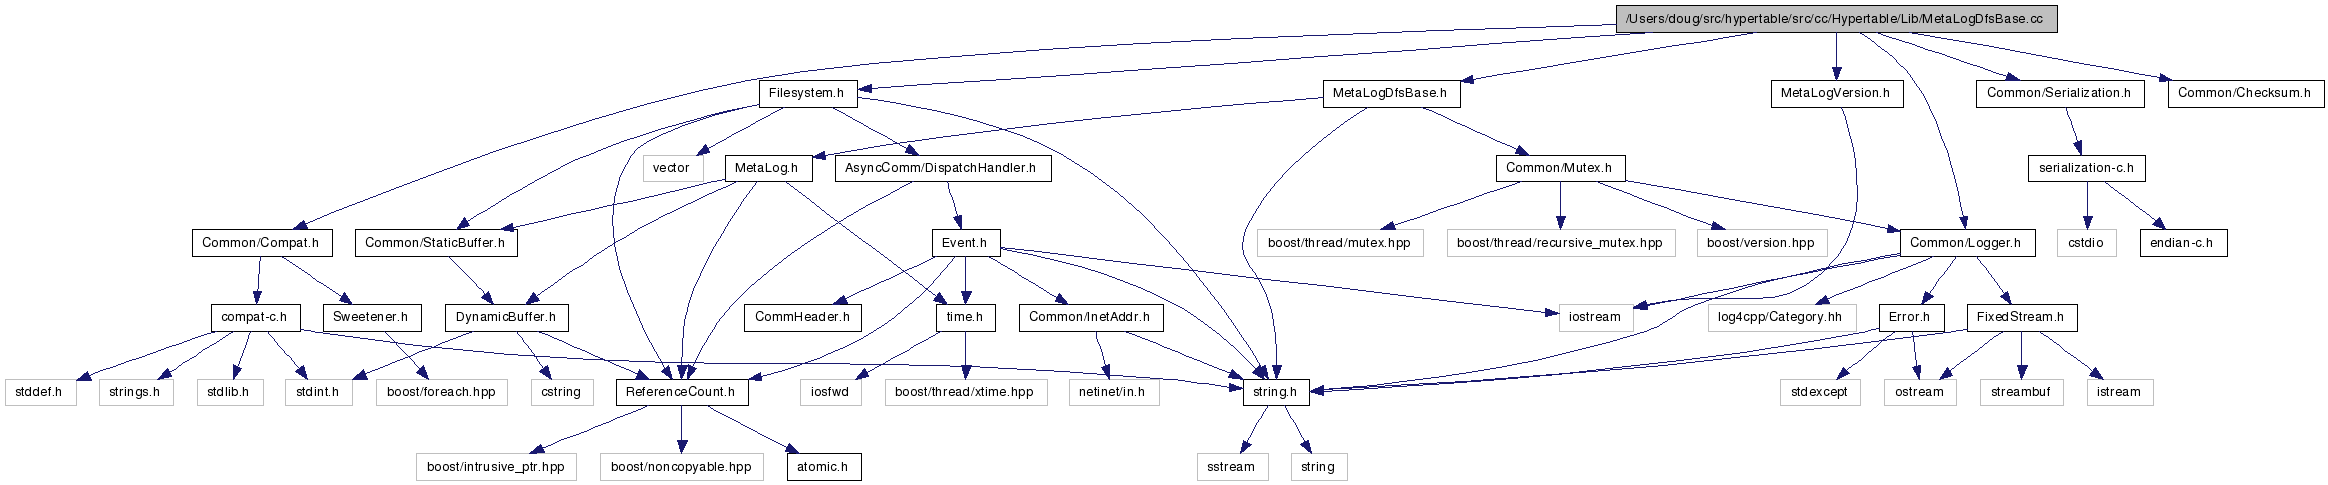 /Users/doug/src/hypertable/src/cc/Hypertable/Lib/MetaLogDfsBase.cc
Filesystem.h
MetaLogDfsBase.h
MetaLogVersion.h
Common/Serialization.h
Common/Checksum.h
vector
MetaLog.h
AsyncComm/DispatchHandler.h
Common/Mutex.h
serialization-c.h
Common/Compat.h
Common/StaticBuffer.h
Event.h
boost/thread/mutex.hpp
boost/thread/recursive_mutex.hpp
boost/version.hpp
Common/Logger.h
cstdio
endian-c.h
compat-c.h
Sweetener.h
DynamicBuffer.h
CommHeader.h
time.h
Common/InetAddr.h
iostream
log4cpp/Category.hh
Error.h
FixedStream.h
stddef.h
strings.h
stdlib.h
stdint.h
boost/foreach.hpp
cstring
ReferenceCount.h
iosfwd
boost/thread/xtime.hpp
netinet/in.h
string.h
stdexcept
ostream
streambuf
istream
boost/intrusive_ptr.hpp
boost/noncopyable.hpp
atomic.h
sstream
string